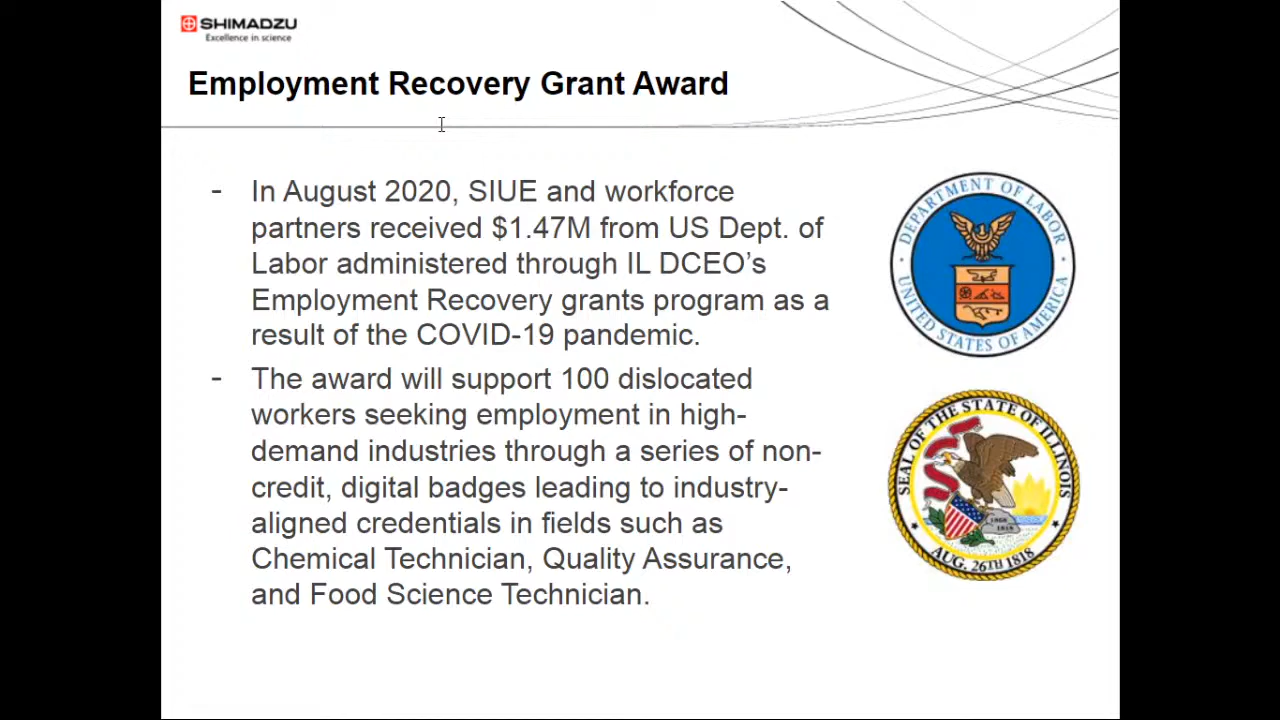 SHIMADZU
Excellence in science
Employment Recovery Grant Award
- In August 2020, SIUE and workforce
partners received $1.47M from US Dept. of
Labor administered through IL DCEO’s
Employment Recovery grants program as a
result of the COVID-19 pandemic.
- The award will support 100 dislocated
workers seeking employment in high-
demand industries through a series of non-
credit, digital badges leading to industry-
aligned credentials in fields such as
Chemical Technician, Quality Assurance,
and Food Science Technician.
DEPARTMENT OF LABOR
UNITED STATES OF AMERICA
SEAL OF THE STATE OF ILLINOIS
1868
1818
AUG. 26TH 1818